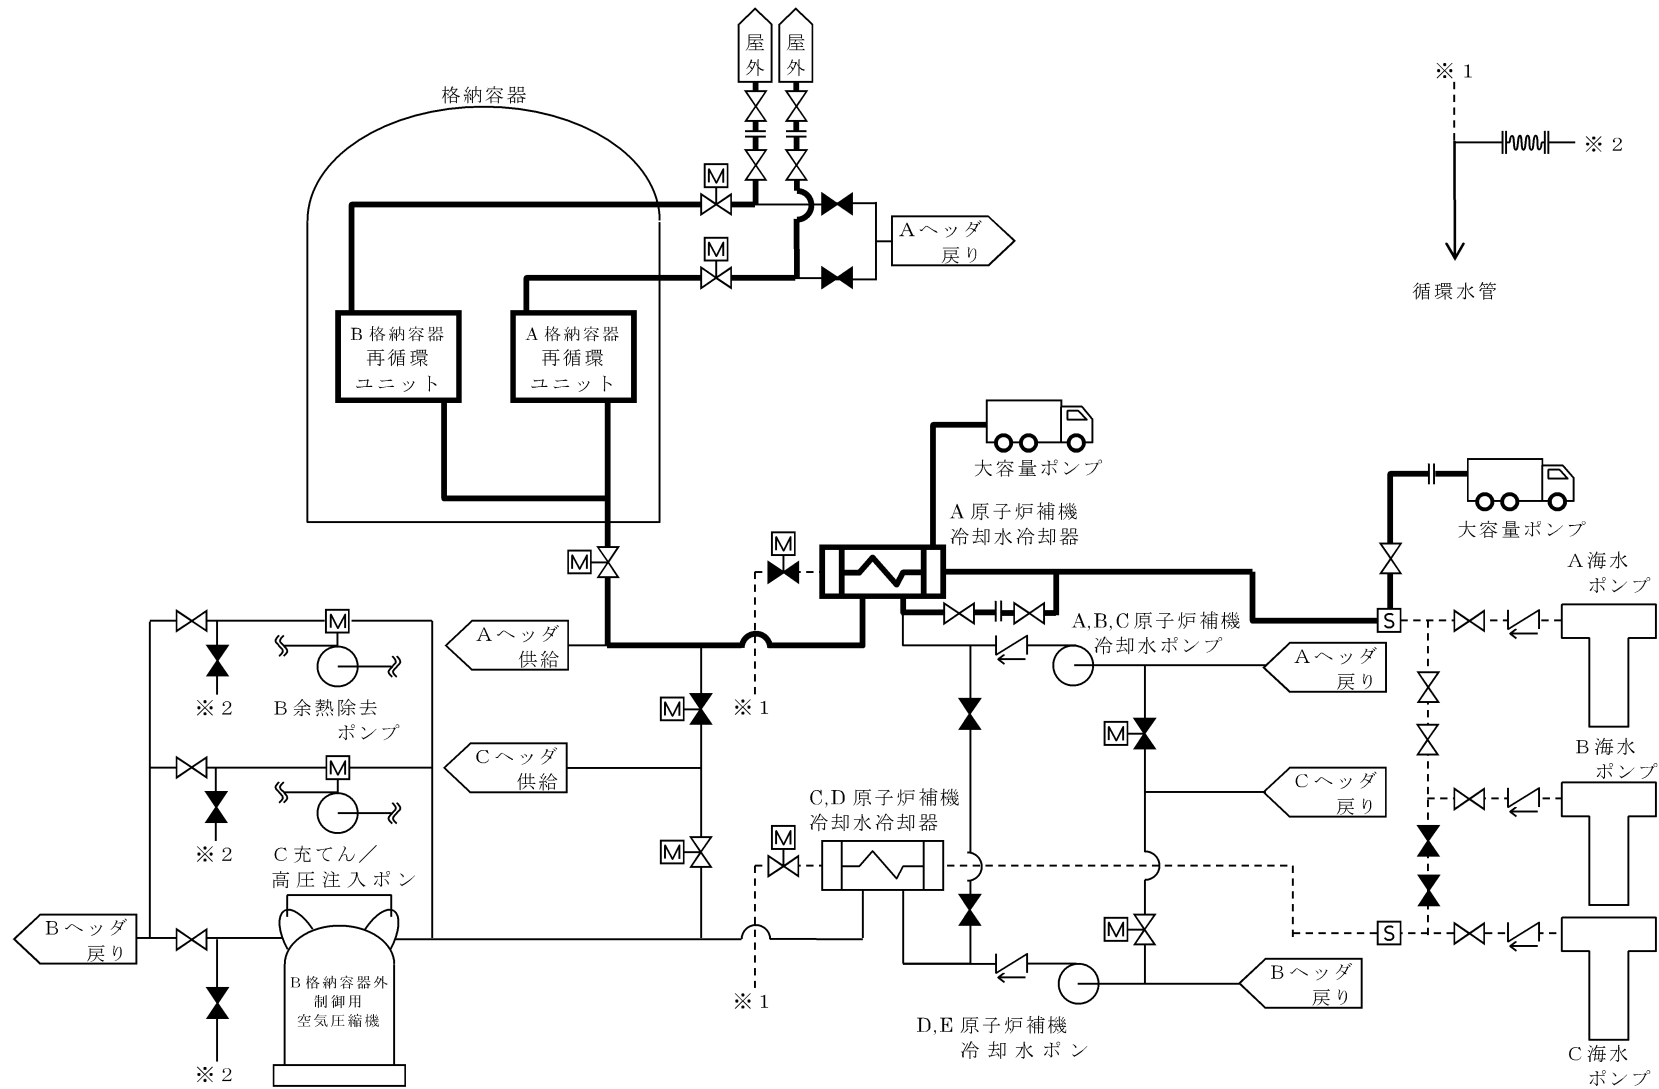 屋外
屋外
※1
※2
循環水管
格納容器
M
M
Aヘッダ
戻り
B格納容器
再循環
ユニット
A格納容器
再循環
ユニット
大容量ポンプ
大容量ポンプ
A原子炉補機
冷却水冷却器
M
M
A海水
ポンプ
S
A,B,C原子炉補機
冷却水ポンプ
Aヘッダ
供給
Aヘッダ
戻り
M
※2
B余熱除去
ポンプ
M
※1
M
B海水
ポンプ
Cヘッダ
供給
Cヘッダ
戻り
M
※2
C充てん／
高圧注入ポン
C,D原子炉補機
冷却水冷却器
M
M
Bヘッダ
戻り
M
S
B格納容器外
制御用
空気圧縮機
※2
※1
Bヘッダ
戻り
D,E原子炉補機
冷却水ポン
C海水
ポンプ